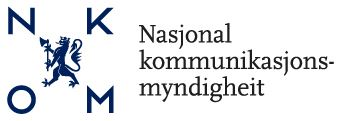 N K
O M
Nasjonal
kommunikasjons-
myndigheit